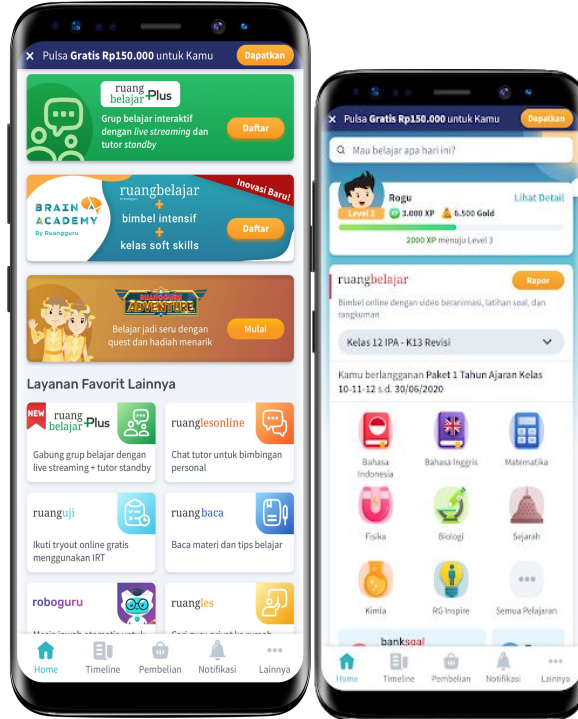 × Pulsa Gratis Rp150.000 untuk Kamu Dapatkan
ruang
belajar Plus
Grup belajar interaktif
dengan live streaming dan
tutor standby
Daftar
BRAIN
ACADEMY
By Ruangguru
ruangbelajar
+
bimbel intensif
+
kelas soft skills
Inovasi Baru!
Daftar
RUANGGURU
ADVENTURE
Belajar jadi seru dengan
quest dan hadiah menarik
Mulai
Layanan Favorit Lainnya
NEW
ruang
belajar Plus
Gabung grup belajar dengan
live streaming + tutor standby
ruanglesonline
Chat tutor untuk bimbingan
personal
ruanguji
Ikuti tryout online gratis
menggunakan IRT
ruangbaca
Baca materi dan tips belajar
roboguru
ruangles
Home Timeline Pembelian Notifikasi Lainnya
× Pulsa Gratis Rp150.000 untuk Kamu Dapatkan
Mau belajar apa hari ini?
Rogu
Lihat Detail
Level 2
XP 3.000 XP 6.500 Gold
2000 XP menuju Level 3
ruangbelajar
Rapor
Bimbel online dengan video beranimasi, latihan soal, dan
rangkuman
Kelas 12 IPA - K13 Revisi
Kamu berlangganan Paket 1 Tahun Ajaran Kelas
10-11-12 s.d. 30/06/2020
Bahasa
Indonesia
Bahasa Inggris
Matematika
Fisika
Biologi
Sejarah
Kimia
RG Inspire
Semua Pelajaran
banksoal
Home Timeline Pembelian Notifikasi Lainnya